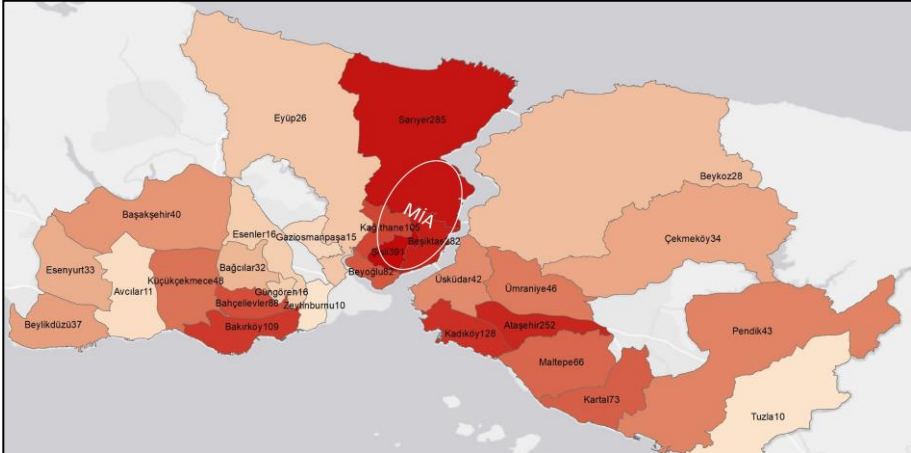 Sarıyer285
Eyüp26
Beykoz28
MİA
Başakşehir40
Esenler16
Kağıthane105
Gaziosmanpaşa15
Çekmeköy34
Şişli391
Esenyurt33
Bağcılar32
Beyoğlu82
Küçükçekmece48
Avcılar11
Güngören16
Üsküdar42
Ümraniye46
Bahçelievler86
Zeytinburnu10
Beylikdüzü37
Bakırköy109
Kadıköy128
Ataşehir252
Pendik43
Maltepe66
Kartal73
Tuzla10